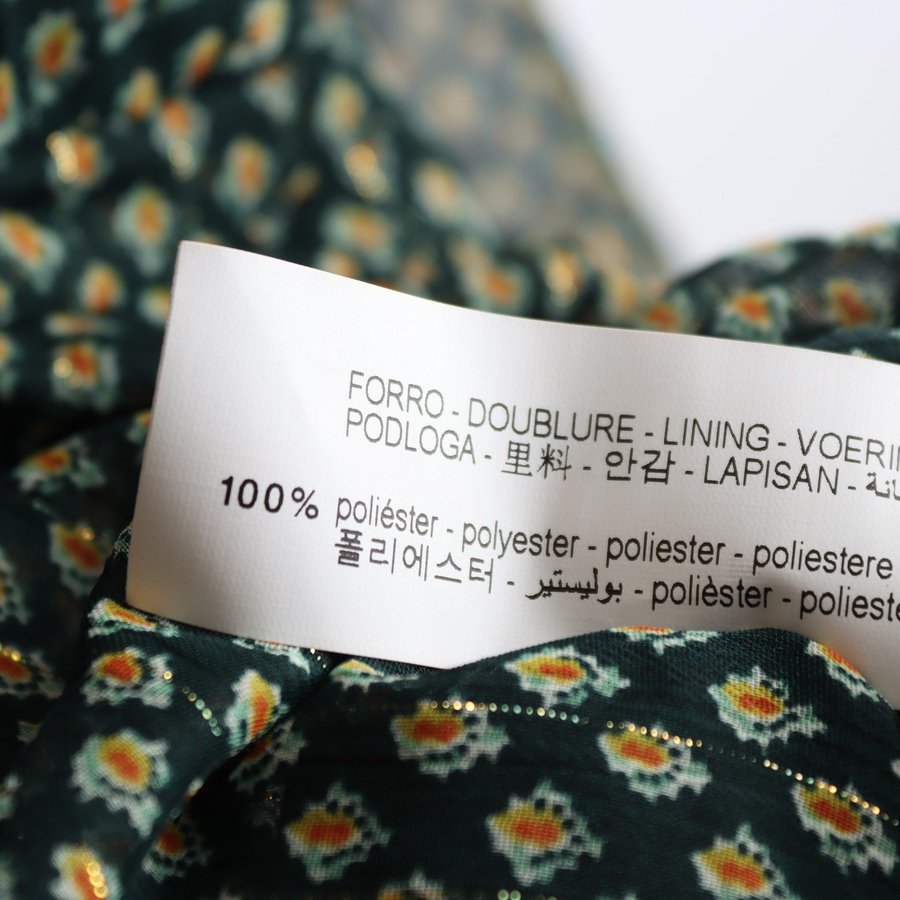 FORRO - DOUBLURE - LINING - VOERIN
PODLOGA - 里料 - 안감 - LAPISAN -
100% poliéster - polyester - poliester - poliestere
폴리에스터 - بوليستير - polièster - polieste